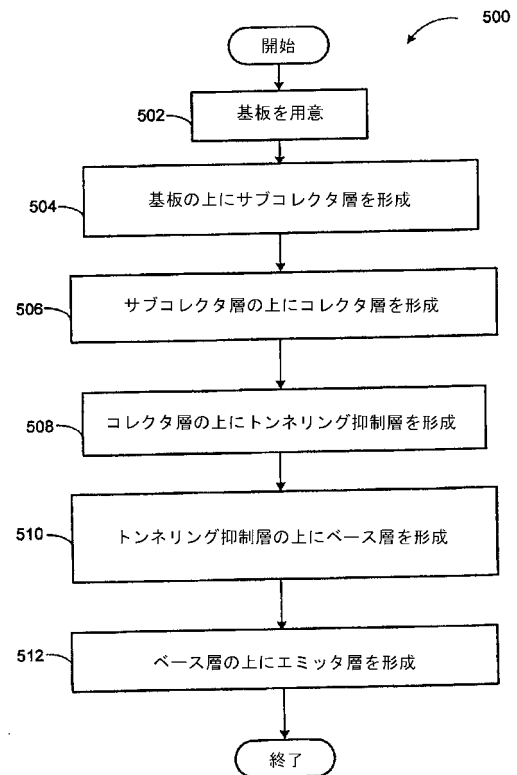 500
開始
502
基板を用意
504
基板の上にサブコレクタ層を形成
506
サブコレクタ層の上にコレクタ層を形成
508
コレクタ層の上にトンネリング抑制層を形成
510
トンネリング抑制層の上にベース層を形成
512
ベース層の上にエミッタ層を形成
終了